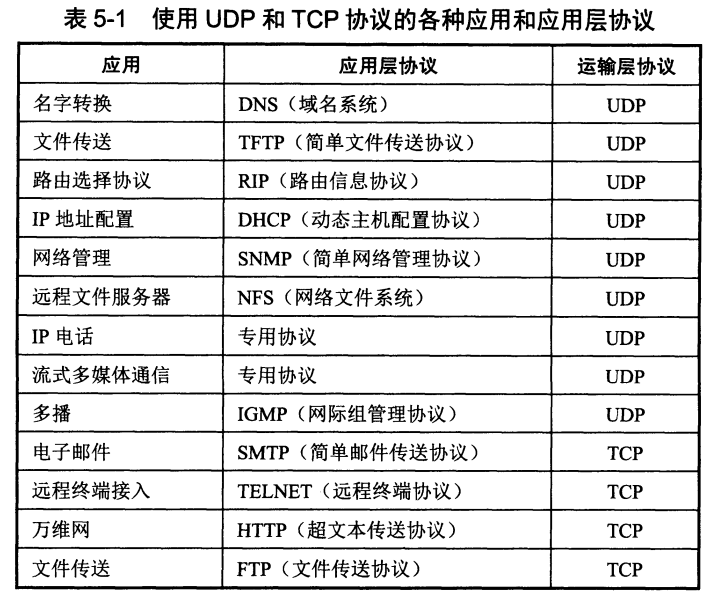 表 5-1 使用 UDP 和 TCP 协议的各种应用和应用层协议
应用 应用层协议 运输层协议
名字转换 DNS（域名系统） UDP
文件传送 TFTP（简单文件传送协议） UDP
路由选择协议 RIP（路由信息协议） UDP
IP 地址配置 DHCP（动态主机配置协议） UDP
网络管理 SNMP（简单网络管理协议） UDP
远程文件服务器 NFS（网络文件系统） UDP
IP 电话 专用协议 UDP
流式多媒体通信 专用协议 UDP
多播 IGMP（网际组管理协议） UDP
电子邮件 SMTP（简单邮件传送协议） TCP
远程终端接入 TELNET（远程终端协议） TCP
万维网 HTTP（超文本传送协议） TCP
文件传送 FTP（文件传送协议） TCP